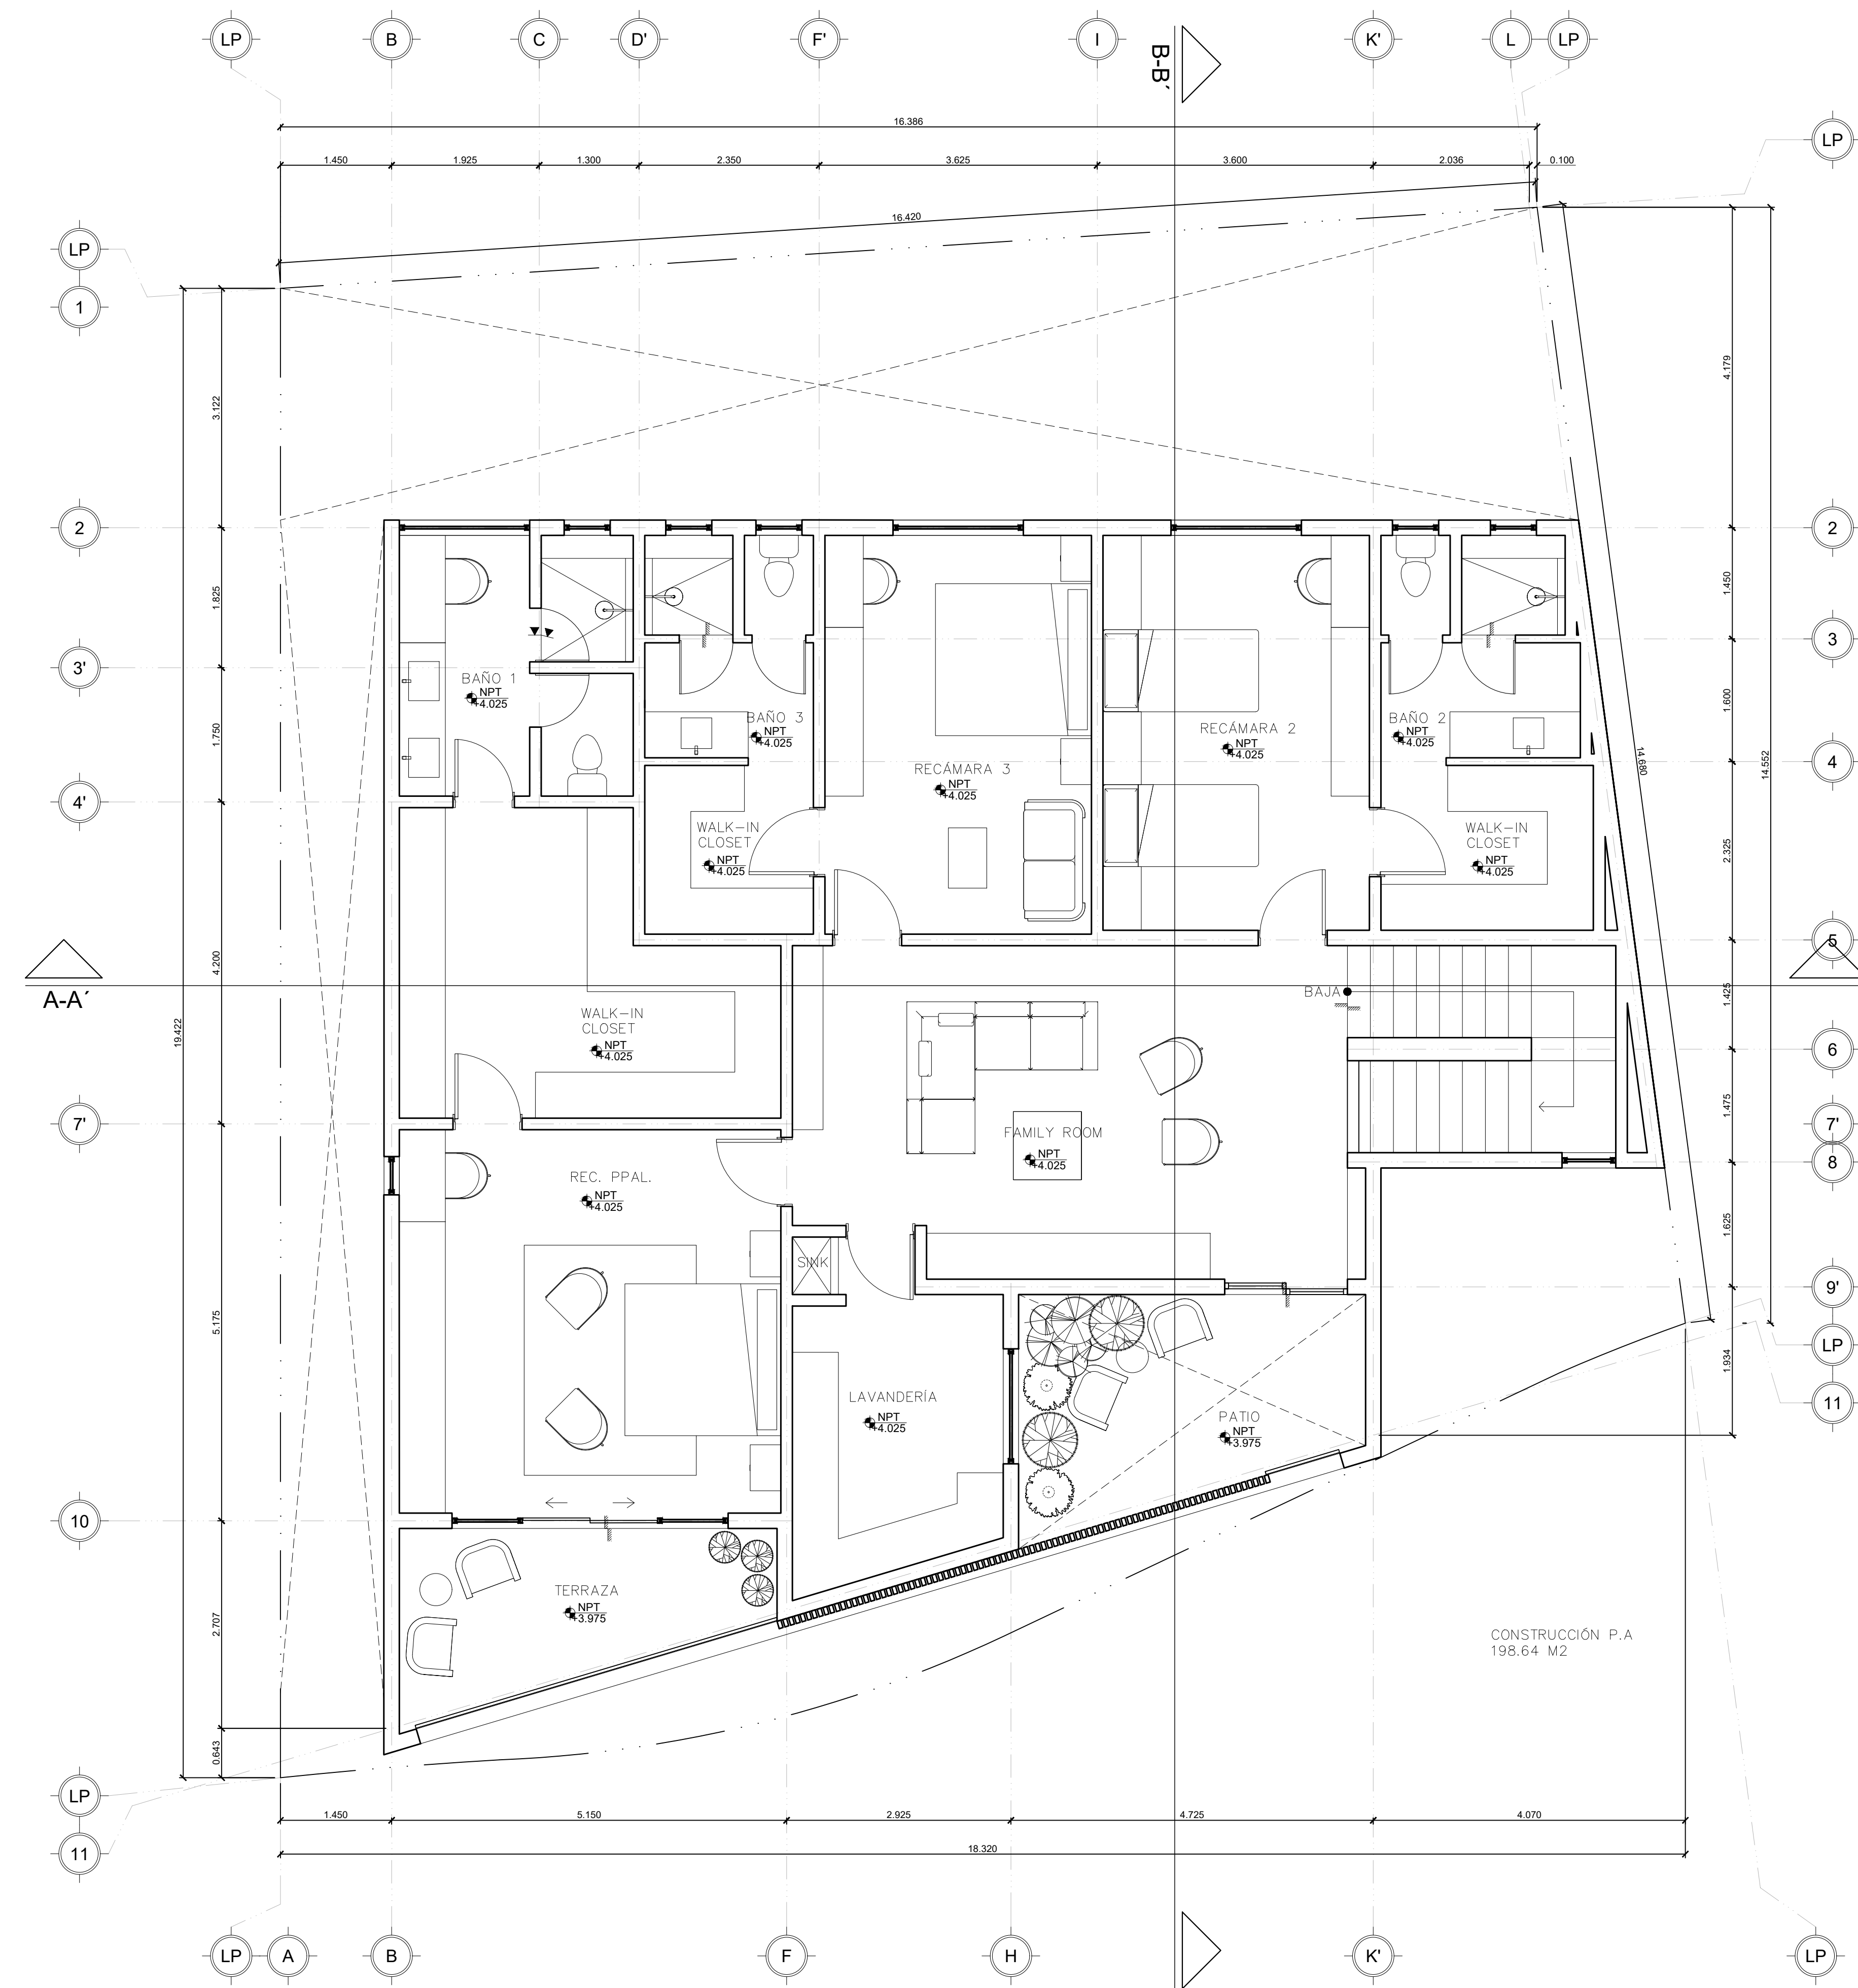 LP
B
C
D'
F'
I
K'
L
LP
B-B´
16.386
1.450
1.925
1.300
2.350
3.625
3.600
2.036
0.100
LP
16.420
LP
1
3.122
4.179
2
2
1.825
1.450
3
3'
1.600
14.680
14.552
1.750
4
4'
2.325
BAÑO 1
NPT
+4.025
BAÑO 3
NPT
+4.025
RECÁMARA 3
NPT
+4.025
RECÁMARA 2
NPT
+4.025
BAÑO 2
NPT
+4.025
WALK-IN
CLOSET
NPT
+4.025
WALK-IN
CLOSET
NPT
+4.025
5
A-A´
4.200
19.422
1.425
BAJA
WALK-IN
CLOSET
NPT
+4.025
6
1.475
7'
7'
FAMILY ROOM
NPT
+4.025
8
REC. PPAL.
NPT
+4.025
1.625
SINK
9'
5.175
LP
1.934
11
LAVANDERÍA
NPT
+4.025
PATIO
NPT
+3.975
10
TERRAZA
NPT
+3.975
2.707
CONSTRUCCIÓN P.A
198.64 M2
0.643
LP
11
1.450
5.150
2.925
4.725
4.070
18.320
LP
A
B
F
H
K'
LP